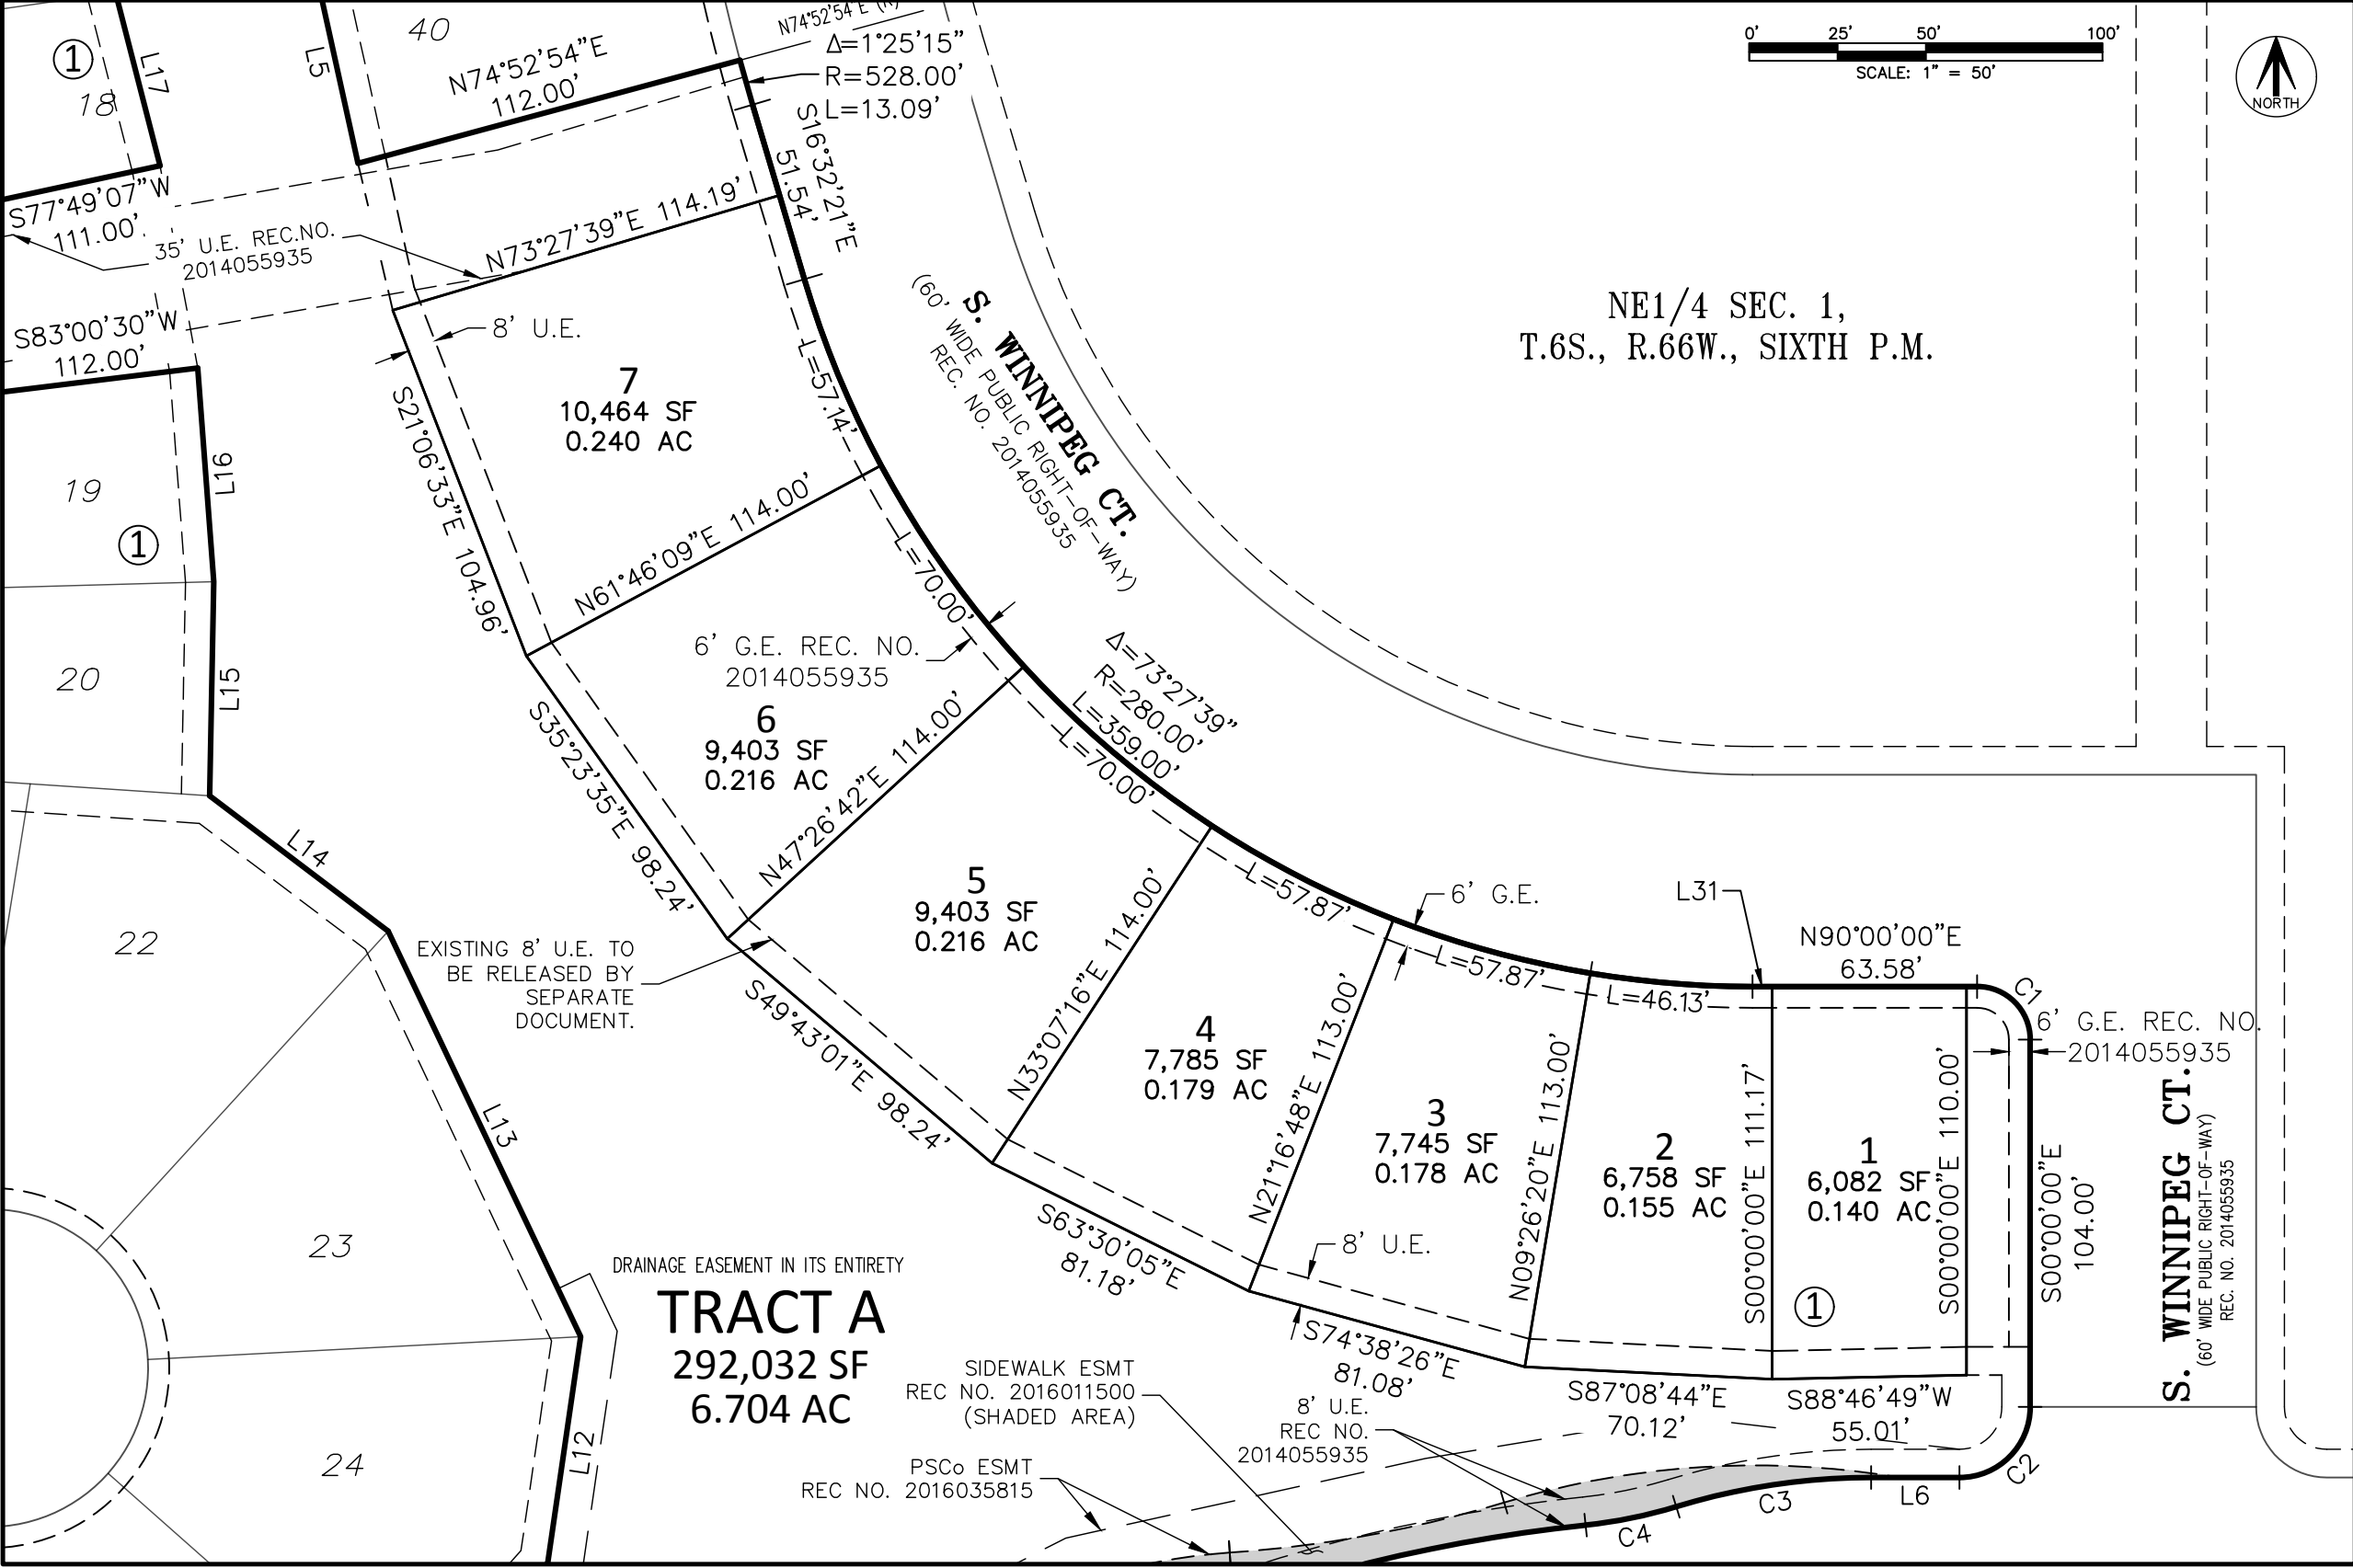 40
N74°52'54"E
112.00'
N74°52'54"E (R)
Δ=1°25'15"
R=528.00'
L=13.09'
0' 25' 50' 100'
SCALE: 1" = 50'
NORTH
1
18
L17
L5
S16°32'21"E
51.54'
S77°49'07"W
111.00'
35' U.E. REC.NO.
2014055935
N73°27'39"E 114.19'
S83°00'30"W
112.00'
8' U.E.
S. WINNIPEG CT.
(60' WIDE PUBLIC RIGHT-OF-WAY)
REC. NO. 2014055935
NE1/4 SEC. 1,
T.6S., R.66W., SIXTH P.M.
7
10,464 SF
0.240 AC
L=57.14'
S21°06'33"E 104.96'
L16
19
1
N61°46'09"E 114.00'
L=70.00'
6' G.E. REC. NO.
2014055935
20
L15
6
9,403 SF
0.216 AC
S35°23'35"E 98.24'
N47°26'42"E 114.00'
Δ=73°27'39"
R=280.00'
L=359.00'
L=70.00'
L14
22
EXISTING 8' U.E. TO
BE RELEASED BY
SEPARATE
DOCUMENT.
5
9,403 SF
0.216 AC
S49°43'01"E 98.24'
N33°07'16"E 114.00'
L=57.87'
6' G.E.
L31
N90°00'00"E
63.58'
C1
6' G.E. REC. NO.
2014055935
L=57.87'
L=46.13'
4
7,785 SF
0.179 AC
N21°16'48"E 113.00'
3
7,745 SF
0.178 AC
N09°26'20"E 113.00'
2
6,758 SF
0.155 AC
S00°00'00"E 111.17'
1
6,082 SF
0.140 AC
S00°00'00"E 110.00'
1
S00°00'00"E
104.00'
S. WINNIPEG CT.
(60' WIDE PUBLIC RIGHT-OF-WAY)
REC. NO. 2014055935
L13
23
S63°30'05"E
81.18'
8' U.E.
DRAINAGE EASEMENT IN ITS ENTIRETY
TRACT A
292,032 SF
6.704 AC
S74°38'26"E
81.08'
S87°08'44"E
70.12'
S88°46'49"W
55.01'
SIDEWALK ESMT
REC NO. 2016011500
(SHADED AREA)
8' U.E.
REC NO.
2014055935
24
L12
PSCo ESMT
REC NO. 2016035815
C4
C3
L6
C2